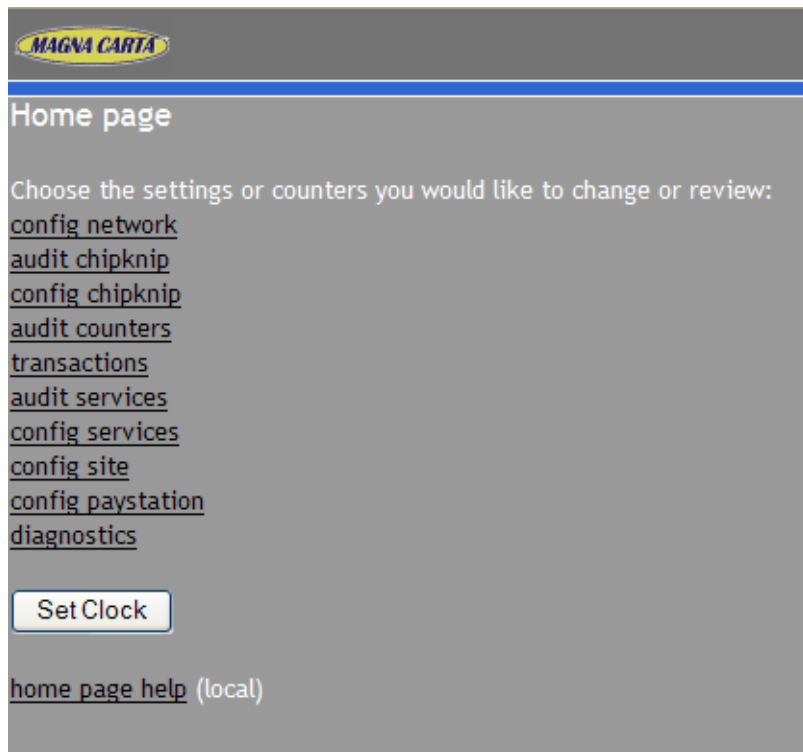 MAGNA CARTA
Home page
Choose the settings or counters you would like to change or review:
config network
audit chipknip
config chipknip
audit counters
transactions
audit services
config services
config site
config paystation
diagnostics
Set Clock
home page help (local)